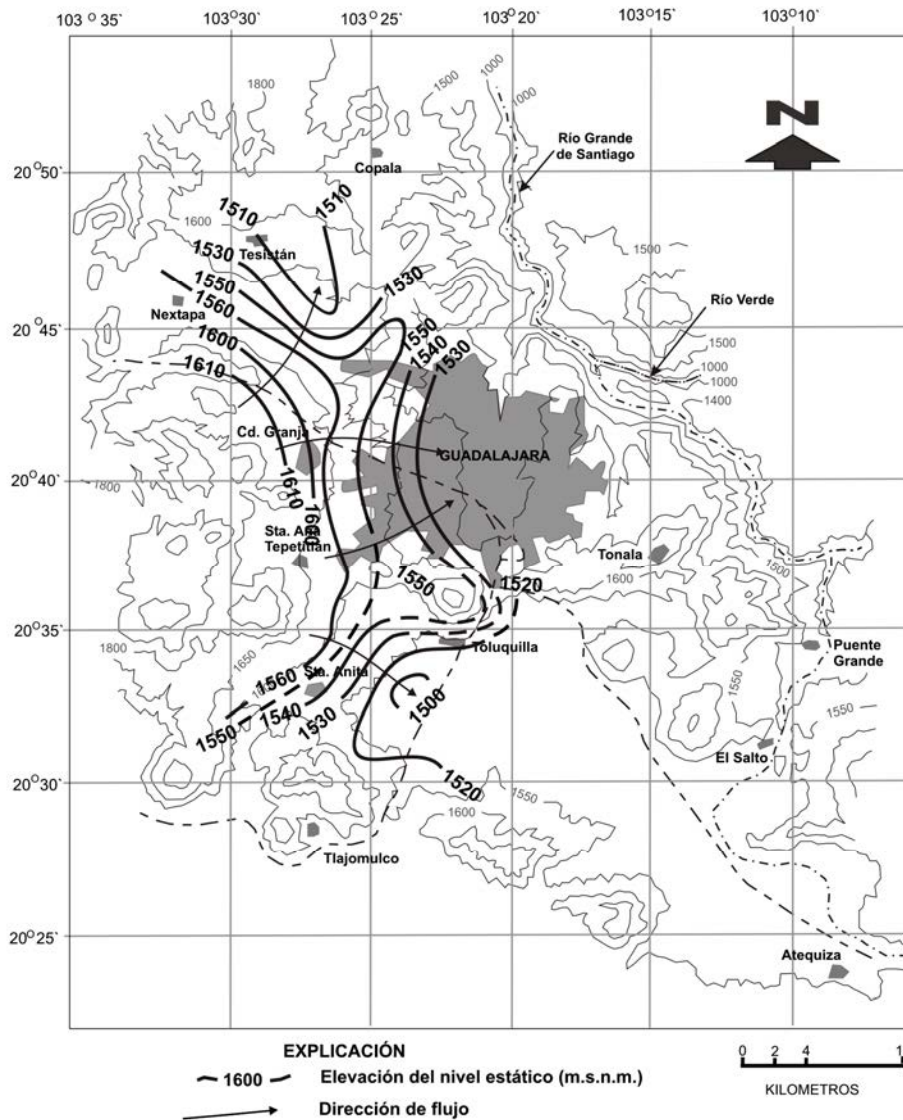 103°35' 103°30' 103°25' 103°20' 103°15' 103°10'
1800
1500
1000
1000
Río Grande
de Santiago
N
Copala
20°50'
1510
1510
1600
1500
Tesistán
1530
1550
1530
Nextapa
1560
Río Verde
20°45'
1600
1550
1500
1610
1540
1000
1530
1000
1400
Cd. Granja
GUADALAJARA
1800
1610
20°40'
1600
Sta. Ana
Tepetitlán
Tonala
1550
1520
1600
1500
20°35'
Toluquilla
Puente
Grande
1800
1650
1560
Sta. Anita
1550
1550
1540
1500
1550
1530
El Salto
20°30'
1520
1550
1600
Tlajomulco
20°25'
Atequiza
EXPLICACIÓN
1600 Elevación del nivel estático (m.s.n.m.)
Dirección de flujo
0 2 4 1
KILOMETROS